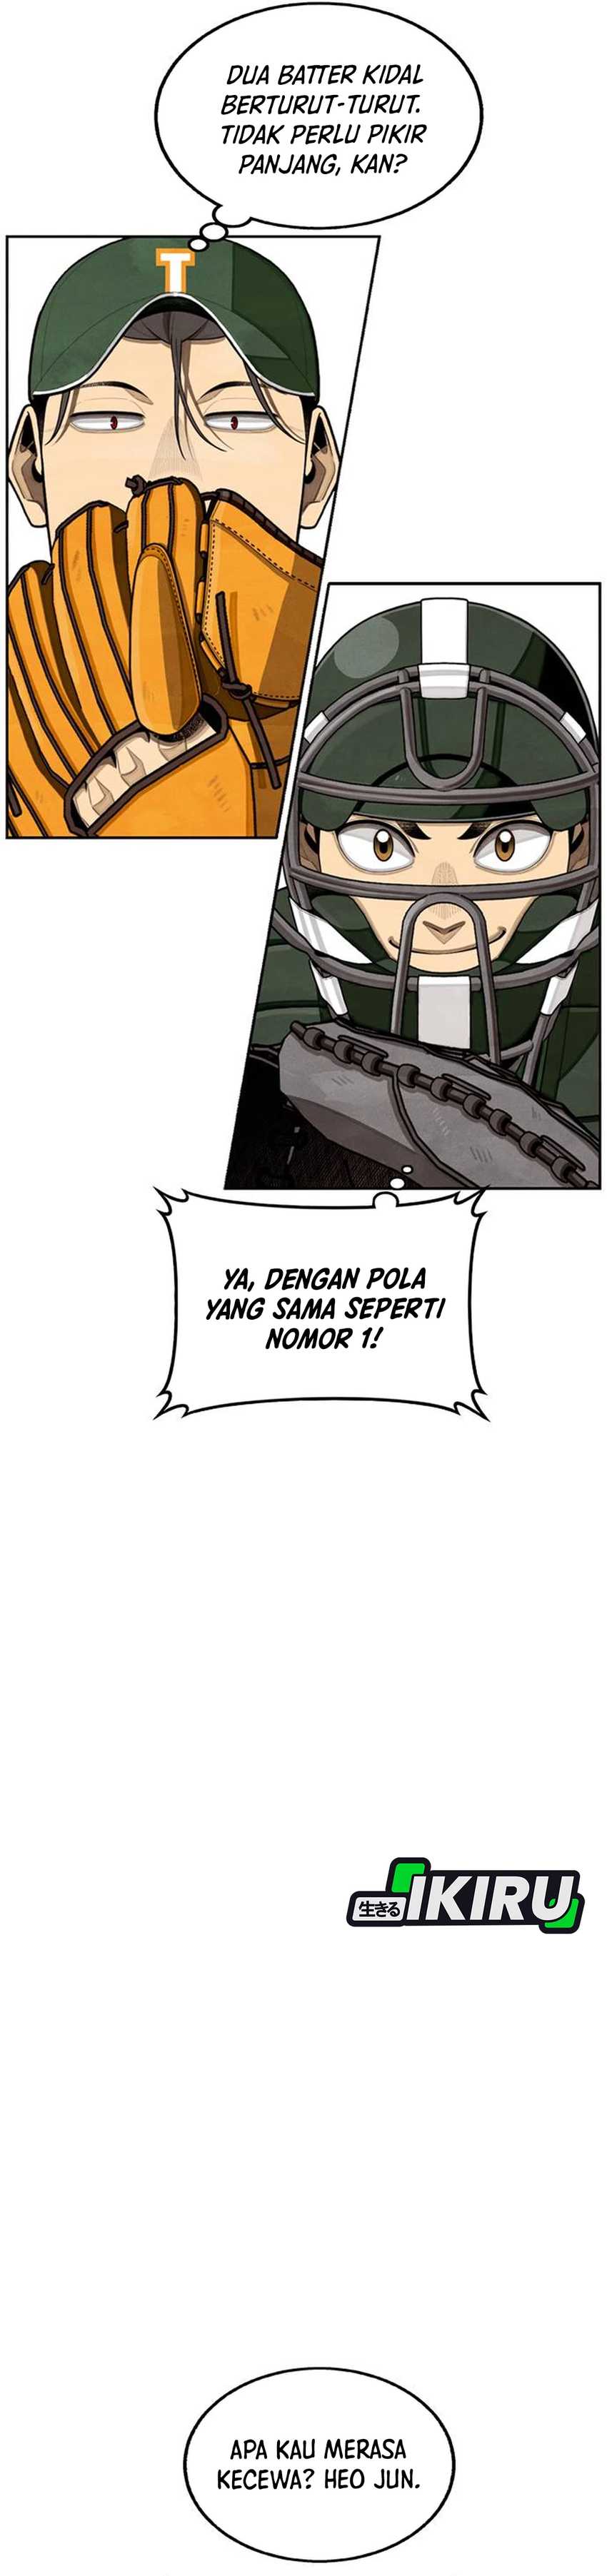 DUA BATTER KIDAL
BERTURUT-TURUT.
TIDAK PERLU PIKIR
PANJANG, KAN?
T
YA, DENGAN POLA
YANG SAMA SEPERTI
NOMOR 1!
生きる IKIRU
APA KAU MERASA
KECEWA? HEO JUN.